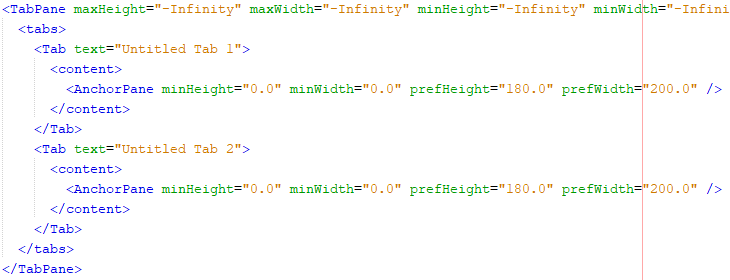 <TabPane maxHeight="-Infinity" maxWidth="-Infinity" minHeight="-Infinity" minWidth="-Infini
<tabs>
<Tab text="Untitled Tab 1">
<content>
<AnchorPane minHeight="0.0" minWidth="0.0" prefHeight="180.0" prefWidth="200.0" />
</content>
</Tab>
<Tab text="Untitled Tab 2">
<content>
<AnchorPane minHeight="0.0" minWidth="0.0" prefHeight="180.0" prefWidth="200.0" />
</content>
</Tab>
</tabs>
</TabPane>